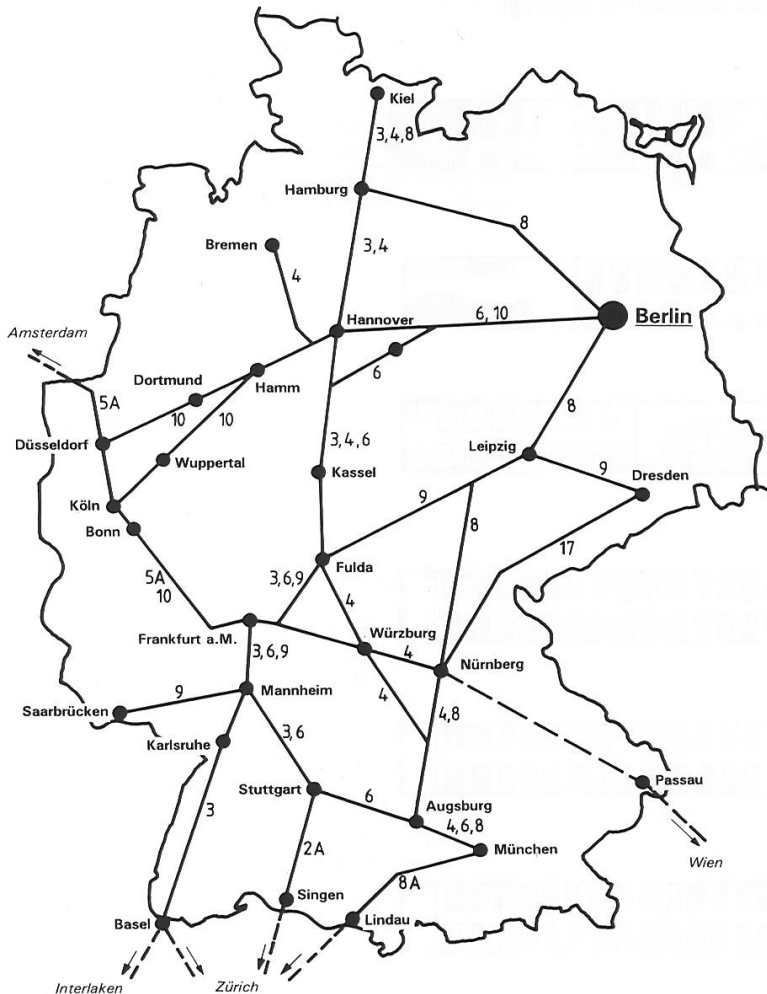 Kiel
3,4,8
Hamburg
8
Bremen
3,4
4
Hannover
6,10
Berlin
Amsterdam
6
Dortmund
Hamm
5A
10
10
8
Düsseldorf
3,4,6
Leipzig
Wuppertal
Kassel
9
Dresden
9
Köln
8
Bonn
17
Fulda
5A
3,6,9
10
4
Frankfurt a.M.
Würzburg
4
3,6,9
Nürnberg
9
Mannheim
4
Saarbrücken
4,8
3,6
Karlsruhe
Passau
Stuttgart
6
3
Augsburg
4,6,8
2A
München
Wien
8A
Singen
Basel
Lindau
Interlaken
Zürich